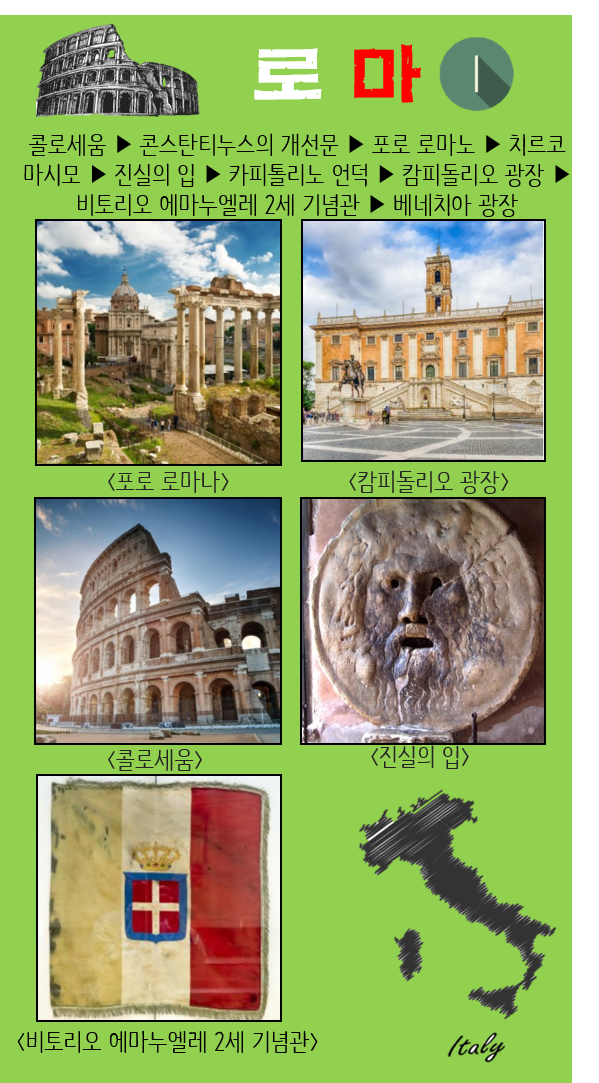 로 마 1
콜로세움 ▶ 콘스탄티누스의 개선문 ▶ 포로 로마노 ▶ 치르코
마시모 ▶ 진실의 입 ▶ 카피톨리노 언덕 ▶ 캄피돌리오 광장 ▶
비토리오 에마누엘레 2세 기념관 ▶ 베네치아 광장
<포로 로마나>
<캄피돌리오 광장>
<콜로세움>
<진실의 입>
<비토리오 에마누엘레 2세 기념관>
Italy